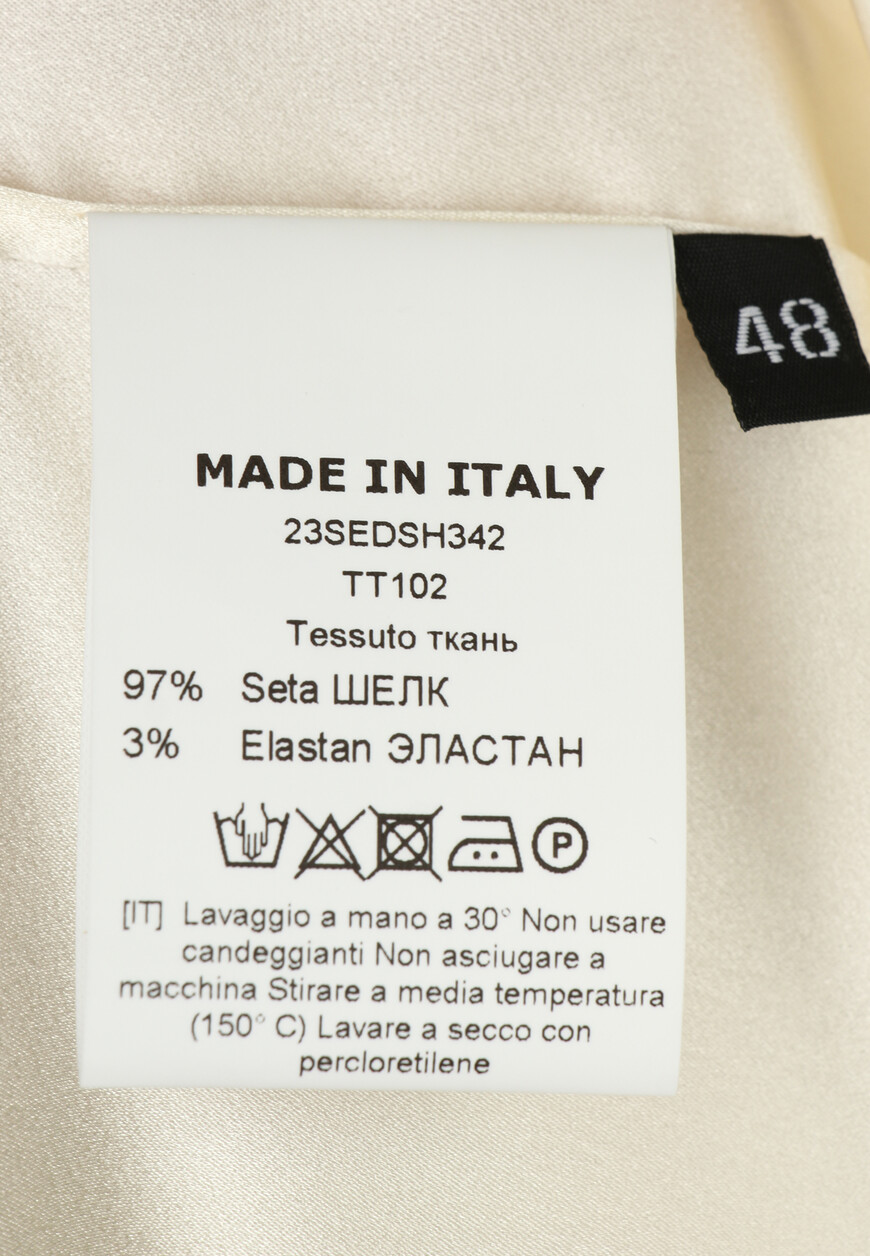 48
MADE IN ITALY
23SEDSH342
TT102
Tessuto ткань
97% Seta ШЕЛК
3% Elastan ЭЛАСТАН
P
[IT] Lavaggio a mano a 30° Non usare
candeggianti Non asciugare a
macchina Stirare a media temperatura
(150° C) Lavare a secco con
percloretilene